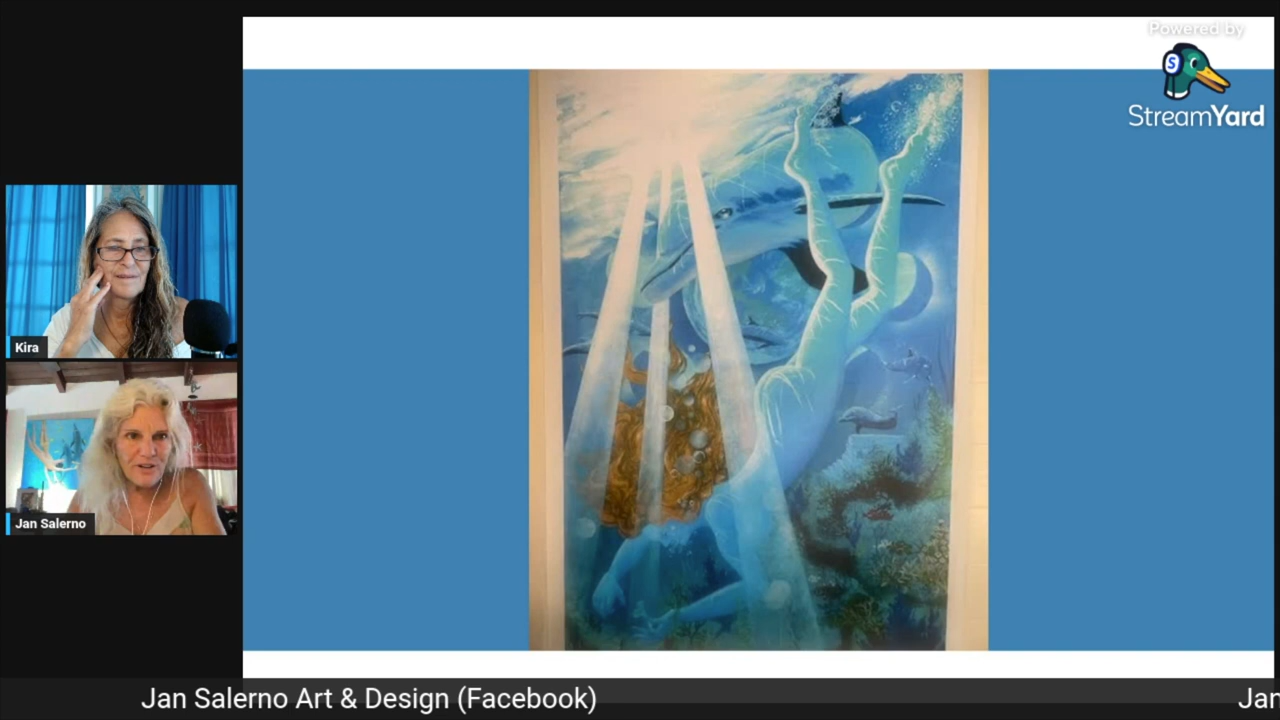 Powered by
S
StreamYard
Kira
Jan Salerno
Jan Salerno Art & Design (Facebook)
Jan